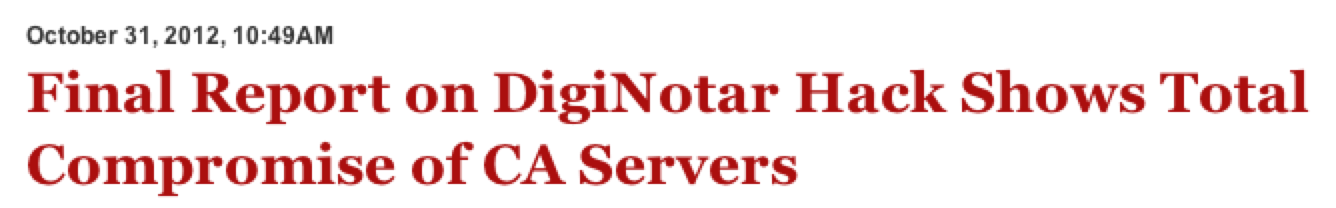 October 31, 2012, 10:49AM
Final Report on DigiNotar Hack Shows Total
Compromise of CA Servers